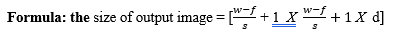 Formula: the size of output image = [w−f/s + 1 X w−f/s + 1 X d]